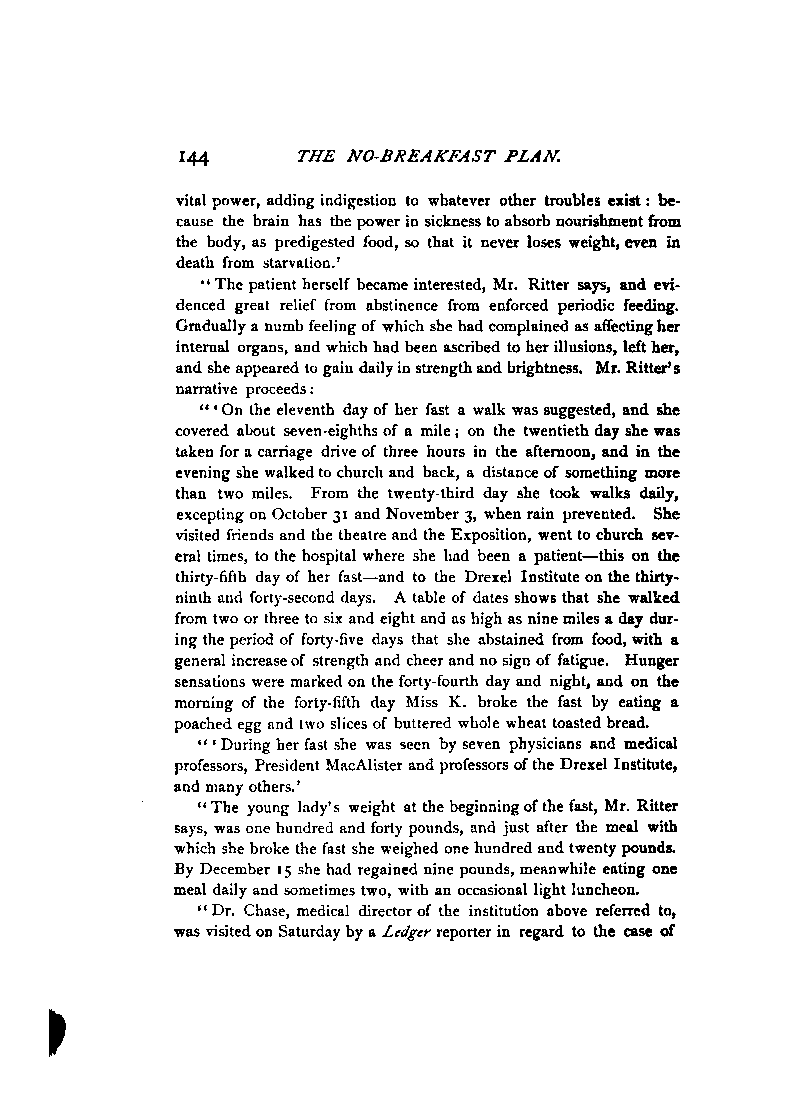 144 THE NO-BREAKFAST PLAN.
vital power, adding indigestion to whatever other troubles exist : be-
cause the brain has the power in sickness to absorb nourishment from
the body, as predigested food, so that it never loses weight, even in
death from starvation.'
“ The patient herself became interested, Mr. Ritter says, and evi-
denced great relief from abstinence from enforced periodic feeding.
Gradually a numb feeling of which she had complained as affecting her
internal organs, and which had been ascribed to her illusions, left her,
and she appeared to gain daily in strength and brightness. Mr. Ritter's
narrative proceeds :
“ ‘ On the eleventh day of her fast a walk was suggested, and she
covered about seven-eighths of a mile ; on the twentieth day she was
taken for a carriage drive of three hours in the afternoon, and in the
evening she walked to church and back, a distance of something more
than two miles. From the twenty-third day she took walks daily,
excepting on October 31 and November 3, when rain prevented. She
visited friends and the theatre and the Exposition, went to church sev-
eral times, to the hospital where she had been a patient—this on the
thirty-fifth day of her fast—and to the Drexel Institute on the thirty-
ninth and forty-second days. A table of dates shows that she walked
from two or three to six and eight and as high as nine miles a day dur-
ing the period of forty-five days that she abstained from food, with a
general increase of strength and cheer and no sign of fatigue. Hunger
sensations were marked on the forty-fourth day and night, and on the
morning of the forty-fifth day Miss K. broke the fast by eating a
poached egg and two slices of buttered whole wheat toasted bread.
“ ‘ During her fast she was seen by seven physicians and medical
professors, President MacAlister and professors of the Drexel Institute,
and many others.'
“ The young lady's weight at the beginning of the fast, Mr. Ritter
says, was one hundred and forty pounds, and just after the meal with
which she broke the fast she weighed one hundred and twenty pounds.
By December 15 she had regained nine pounds, meanwhile eating one
meal daily and sometimes two, with an occasional light luncheon.
“ Dr. Chase, medical director of the institution above referred to,
was visited on Saturday by a Ledger reporter in regard to the case of